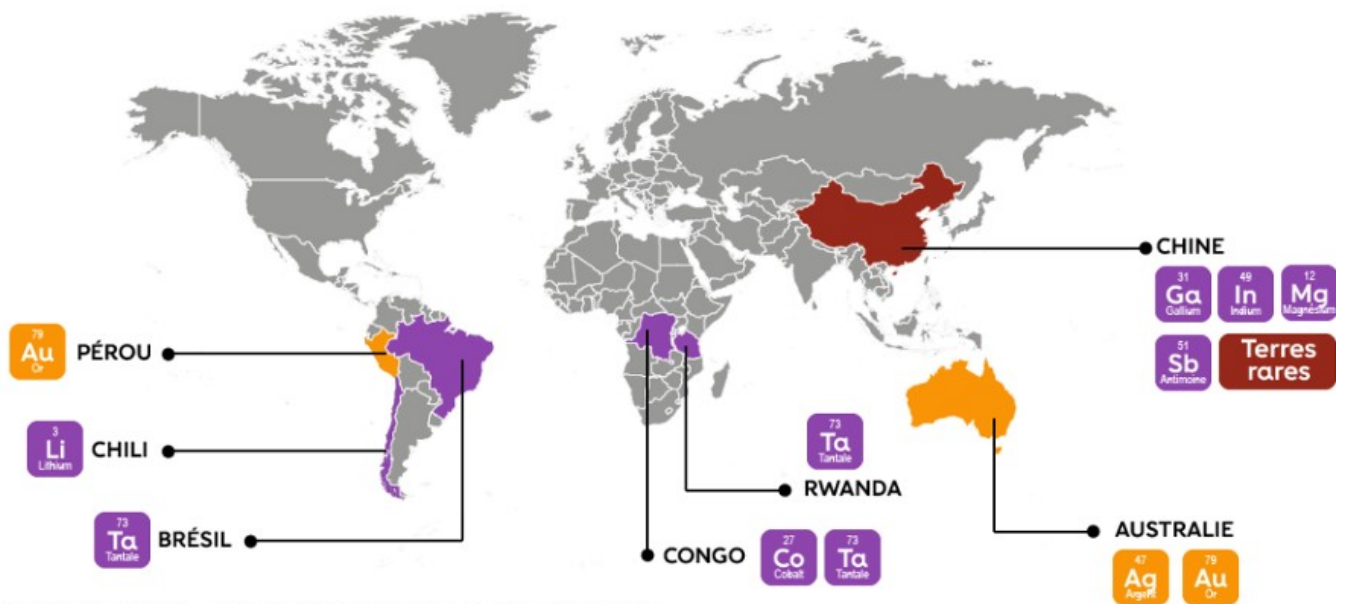 CHINE
31
Ga
Gallium
49
In
Indium
12
Mg
Magnésium
51
Sb
Antimoine
Terres
rares
79
Au
Or
PÉROU
3
Li
Lithium
CHILI
73
Ta
Tantale
BRÉSIL
73
Ta
Tantale
RWANDA
CONGO
27
Co
Cobalt
73
Ta
Tantale
AUSTRALIE
47
Ag
Argent
79
Au
Or